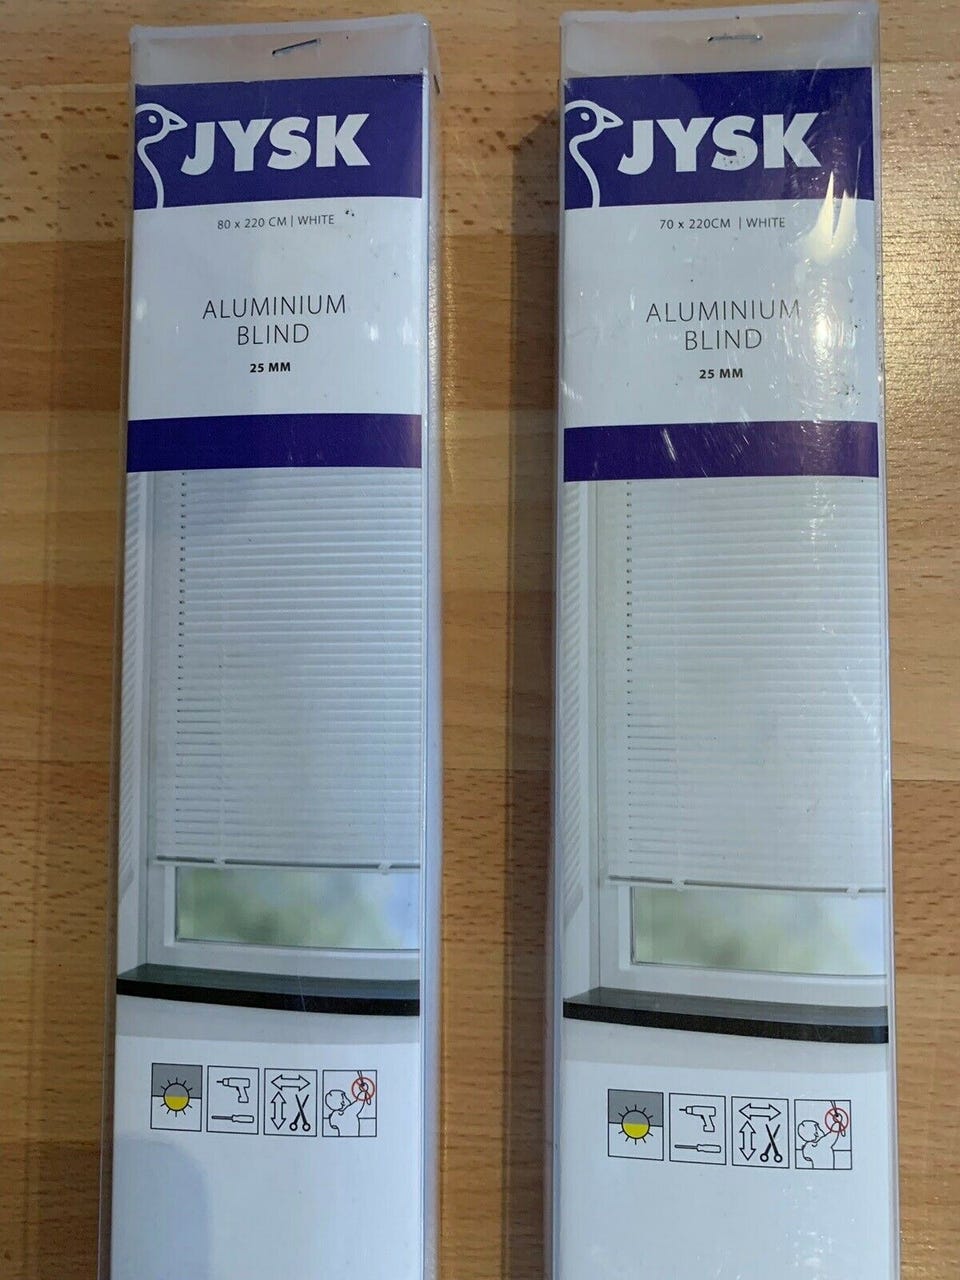 JYSK
80 x 220 CM | WHITE
ALUMINIUM
BLIND
25 MM
JYSK
70 x 220CM | WHITE
ALUMINIUM
BLIND
25 MM